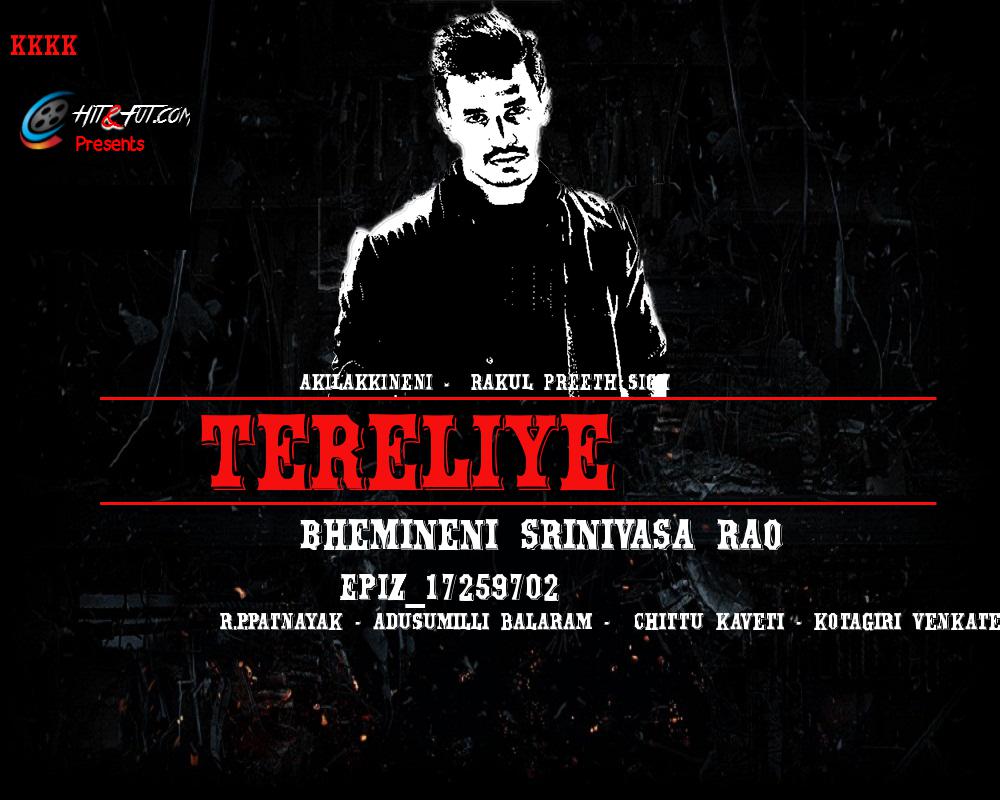 KKKK
HIT&FUT.COM
Presents
AKILAKKINENI - RAKUL PREETH
TERELIYE
BHEMINENI SRINIVASA RAO
EPIZ_17259702
R.P.PATNAYAK - ADUSUMILLI BALARAM - CHITTU KAVETI - KOTAGIRI VENKATE